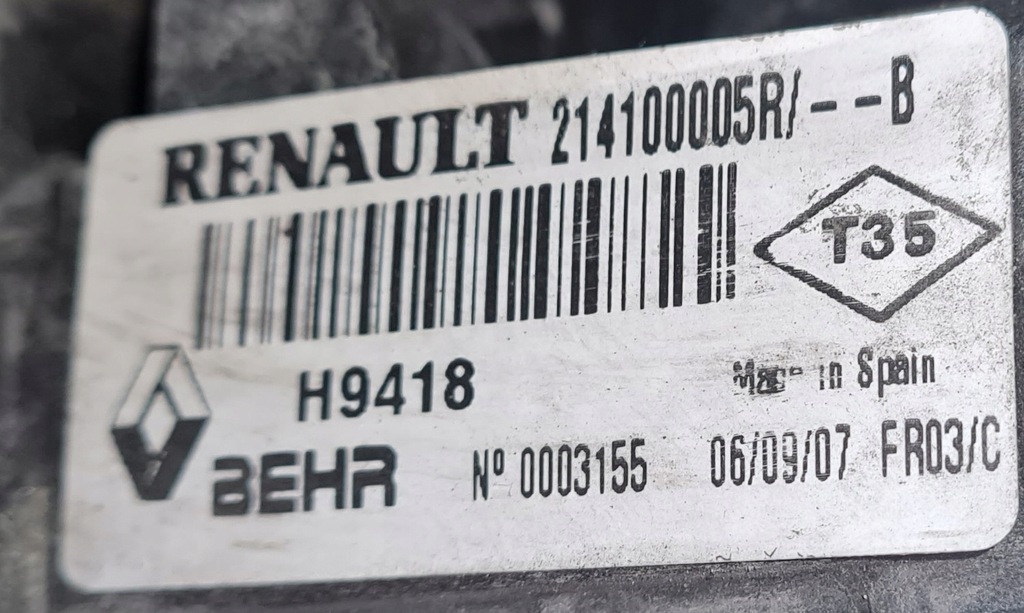 RENAULT 214100005R/--B
T35
H9418
Made in Spain
BEHR Nº 0003155 06/09/07 FR03/C